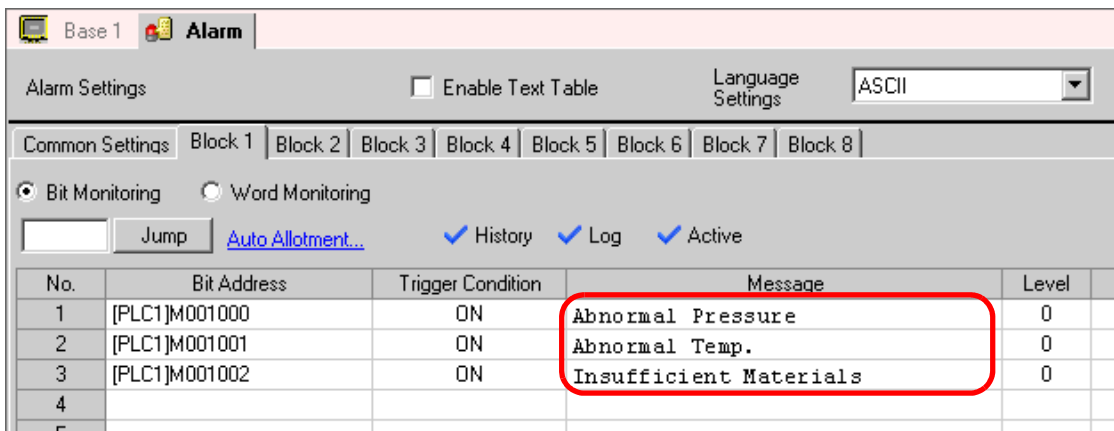 Base 1 Alarm
Alarm Settings Enable Text Table Language Settings ASCII
Common Settings Block 1 Block 2 Block 3 Block 4 Block 5 Block 6 Block 7 Block 8
Bit Monitoring Word Monitoring
Jump Auto Allotment... History Log Active
No. Bit Address Trigger Condition Message Level
1 [PLC1]M001000 ON Abnormal Pressure 0
2 [PLC1]M001001 ON Abnormal Temp. 0
3 [PLC1]M001002 ON Insufficient Materials 0
4